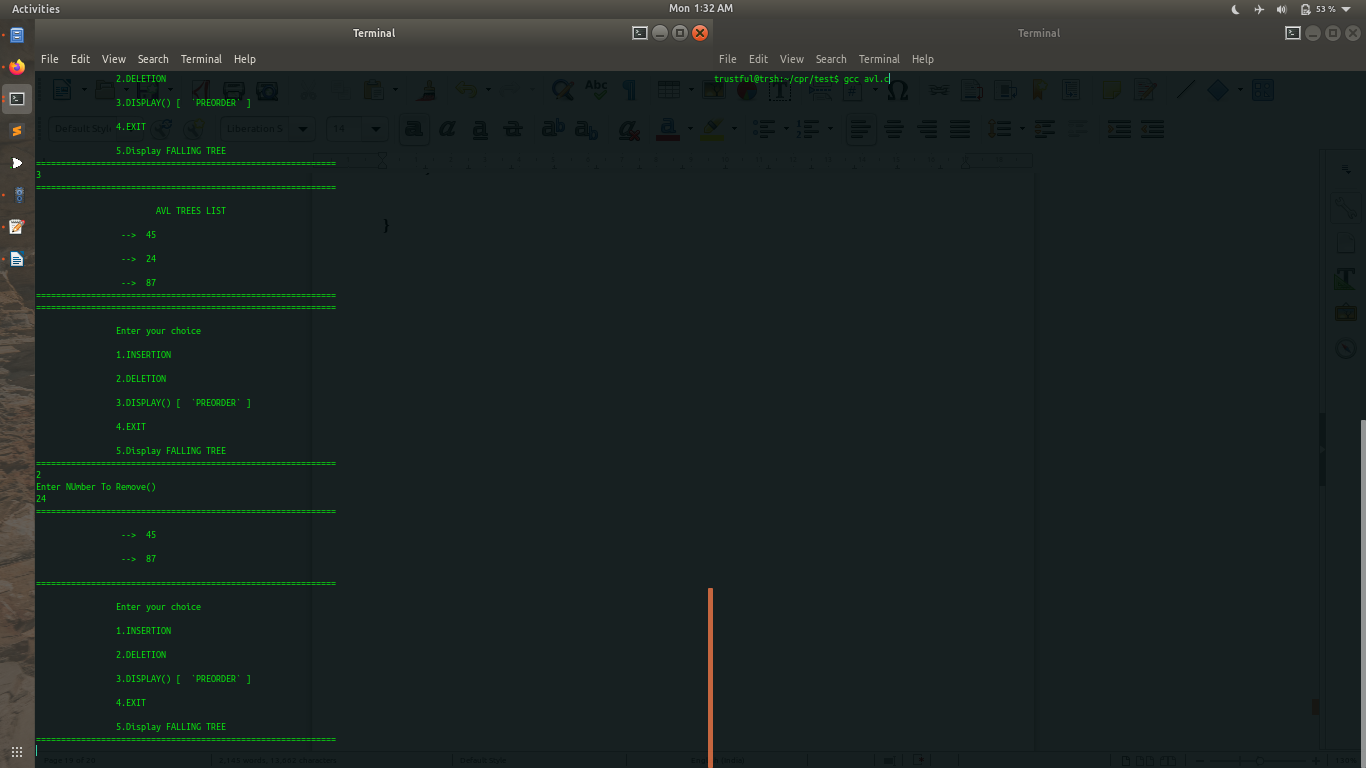 Activities
Mon 1:32 AM
53 %
Terminal
File Edit View Search Terminal Help
2.DELETION
3.DISPLAY() [  `PREORDER` ]
4.EXIT
5.Display FALLING TREE
============================================================
3
============================================================
AVL TREES LIST
-->  45
-->  24
-->  87
============================================================
============================================================
Enter your choice
1.INSERTION
2.DELETION
3.DISPLAY() [  `PREORDER` ]
4.EXIT
5.Display FALLING TREE
============================================================
2
Enter NUmber To Remove()
24
============================================================
-->  45
-->  87
============================================================
Enter your choice
1.INSERTION
2.DELETION
3.DISPLAY() [  `PREORDER` ]
4.EXIT
5.Display FALLING TREE
============================================================
Terminal
File Edit View Search Terminal Help
trustful@trsh:~/cpr/test$ gcc avl.c
Default Style
Liberation S
14
}